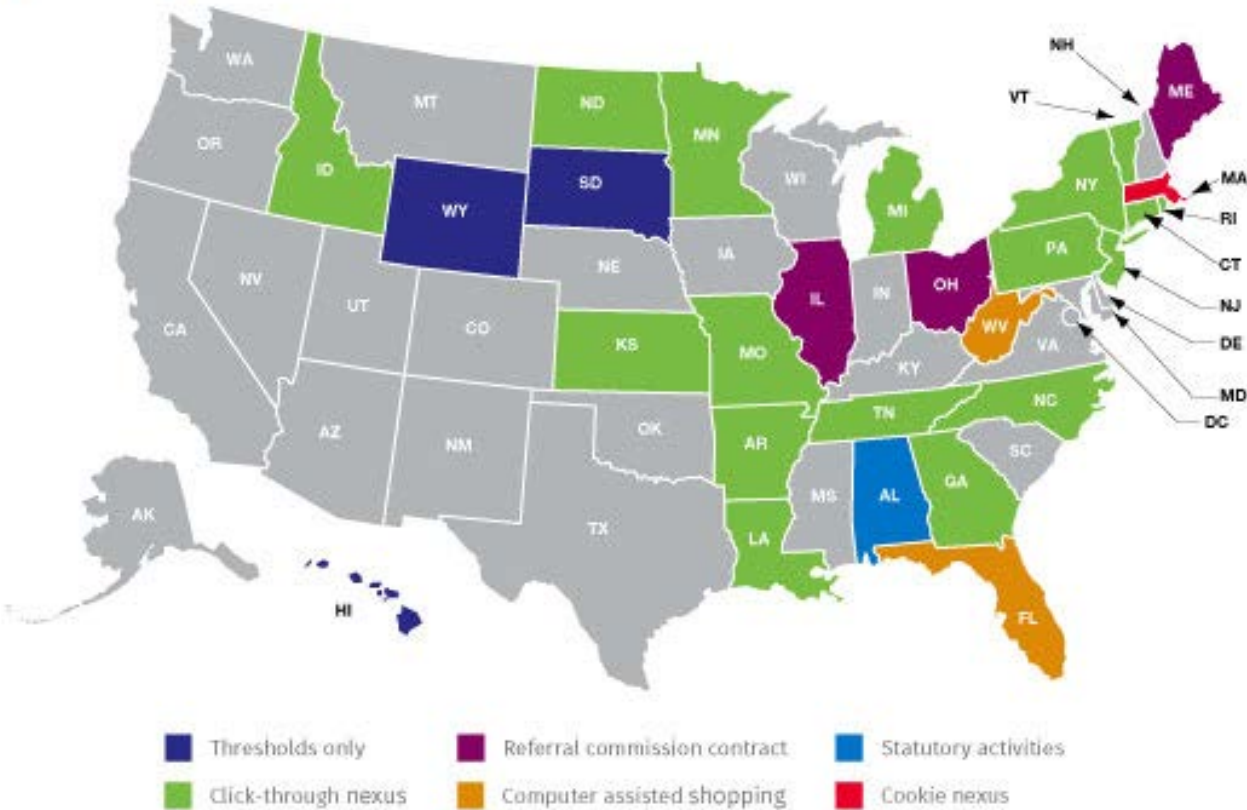 NH
WA
ME
VT
MT
ND
MN
OR
ID
SD
WI
NY
MA
WY
MI
RI
PA
CT
IA
NE
NV
IL
IN
OH
NJ
UT
CA
CO
WV
DE
KS
MO
VA
KY
MD
NC
DC
TN
AZ
OK
NM
AR
SC
MS
AL
GA
AK
TX
LA
HI
FL
Thresholds only
Referral commission contract
Statutory activities
Click-through nexus
Computer assisted shopping
Cookie nexus